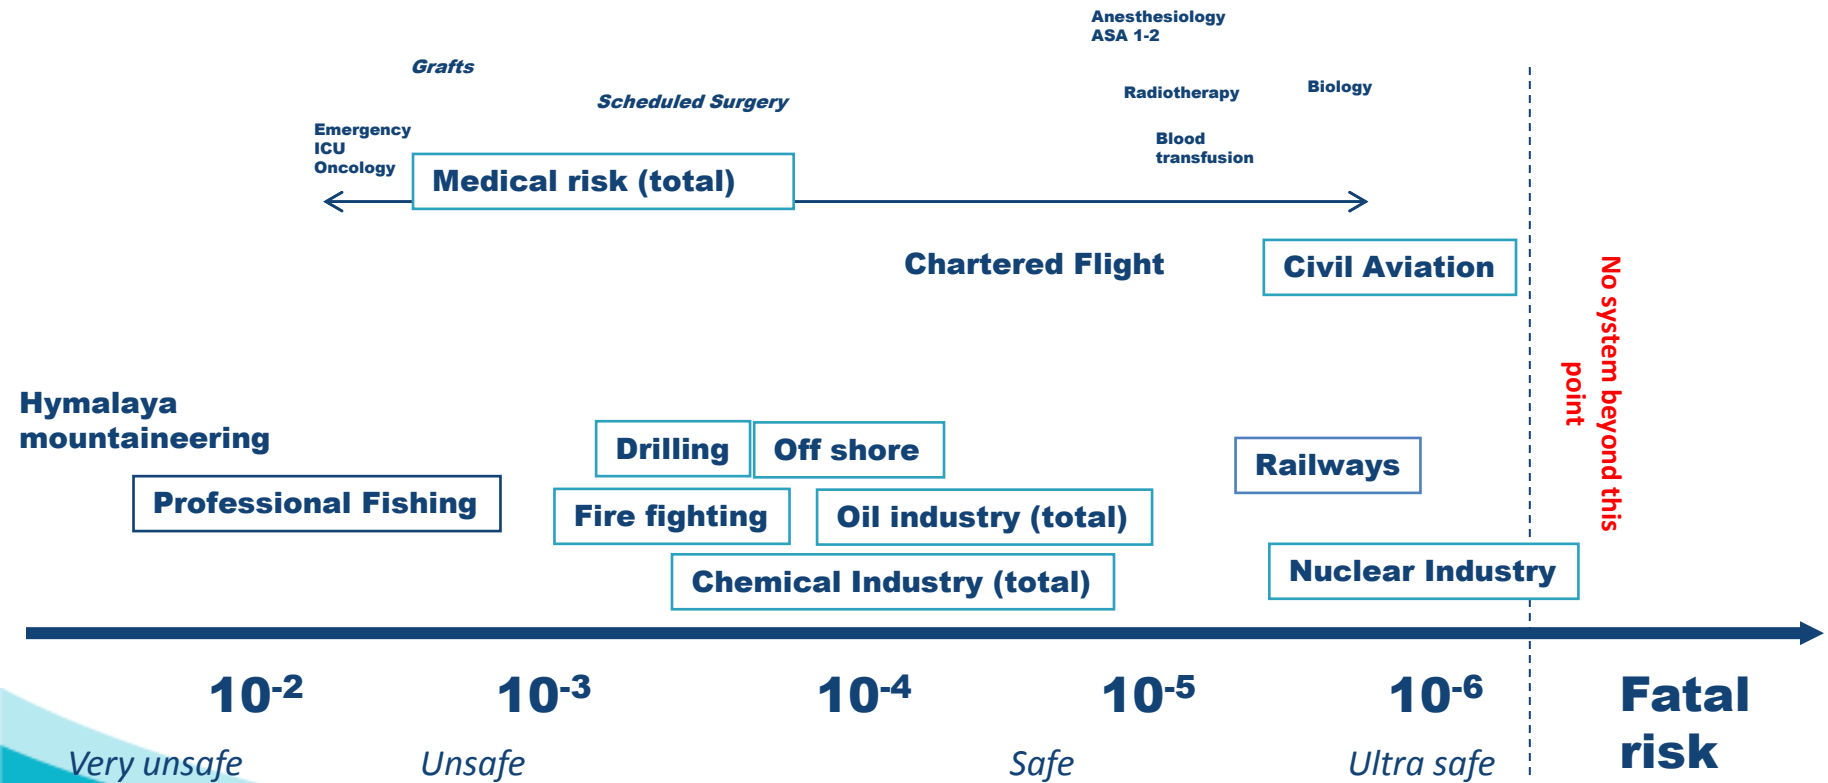 Anesthesiology
ASA 1-2
Grafts
Scheduled Surgery
Radiotherapy
Biology
Emergency
ICU
Oncology
Blood
transfusion
Medical risk (total)
Chartered Flight
Civil Aviation
No system beyond this
point
Hymalaya
mountaineering
Drilling
Off shore
Railways
Professional Fishing
Fire fighting
Oil industry (total)
Chemical Industry (total)
Nuclear Industry
10-2
10-3
10-4
10-5
10-6
Fatal
risk
Very unsafe
Unsafe
Safe
Ultra safe